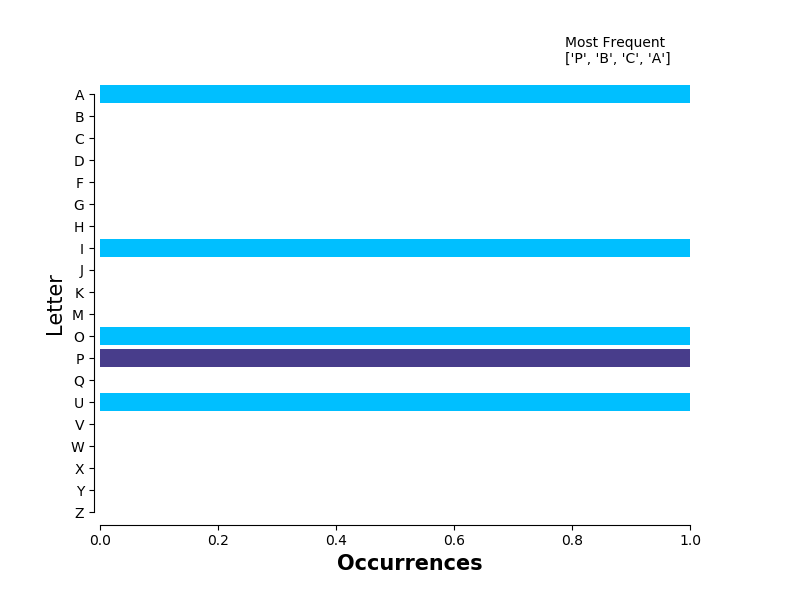 Most Frequent
['P', 'B', 'C', 'A']
A
B
C
D
F
G
H
I
J
K
M
O
P
Q
U
V
W
X
Y
Z
Letter
0.0 0.2 0.4 0.6 0.8 1.0
Occurrences